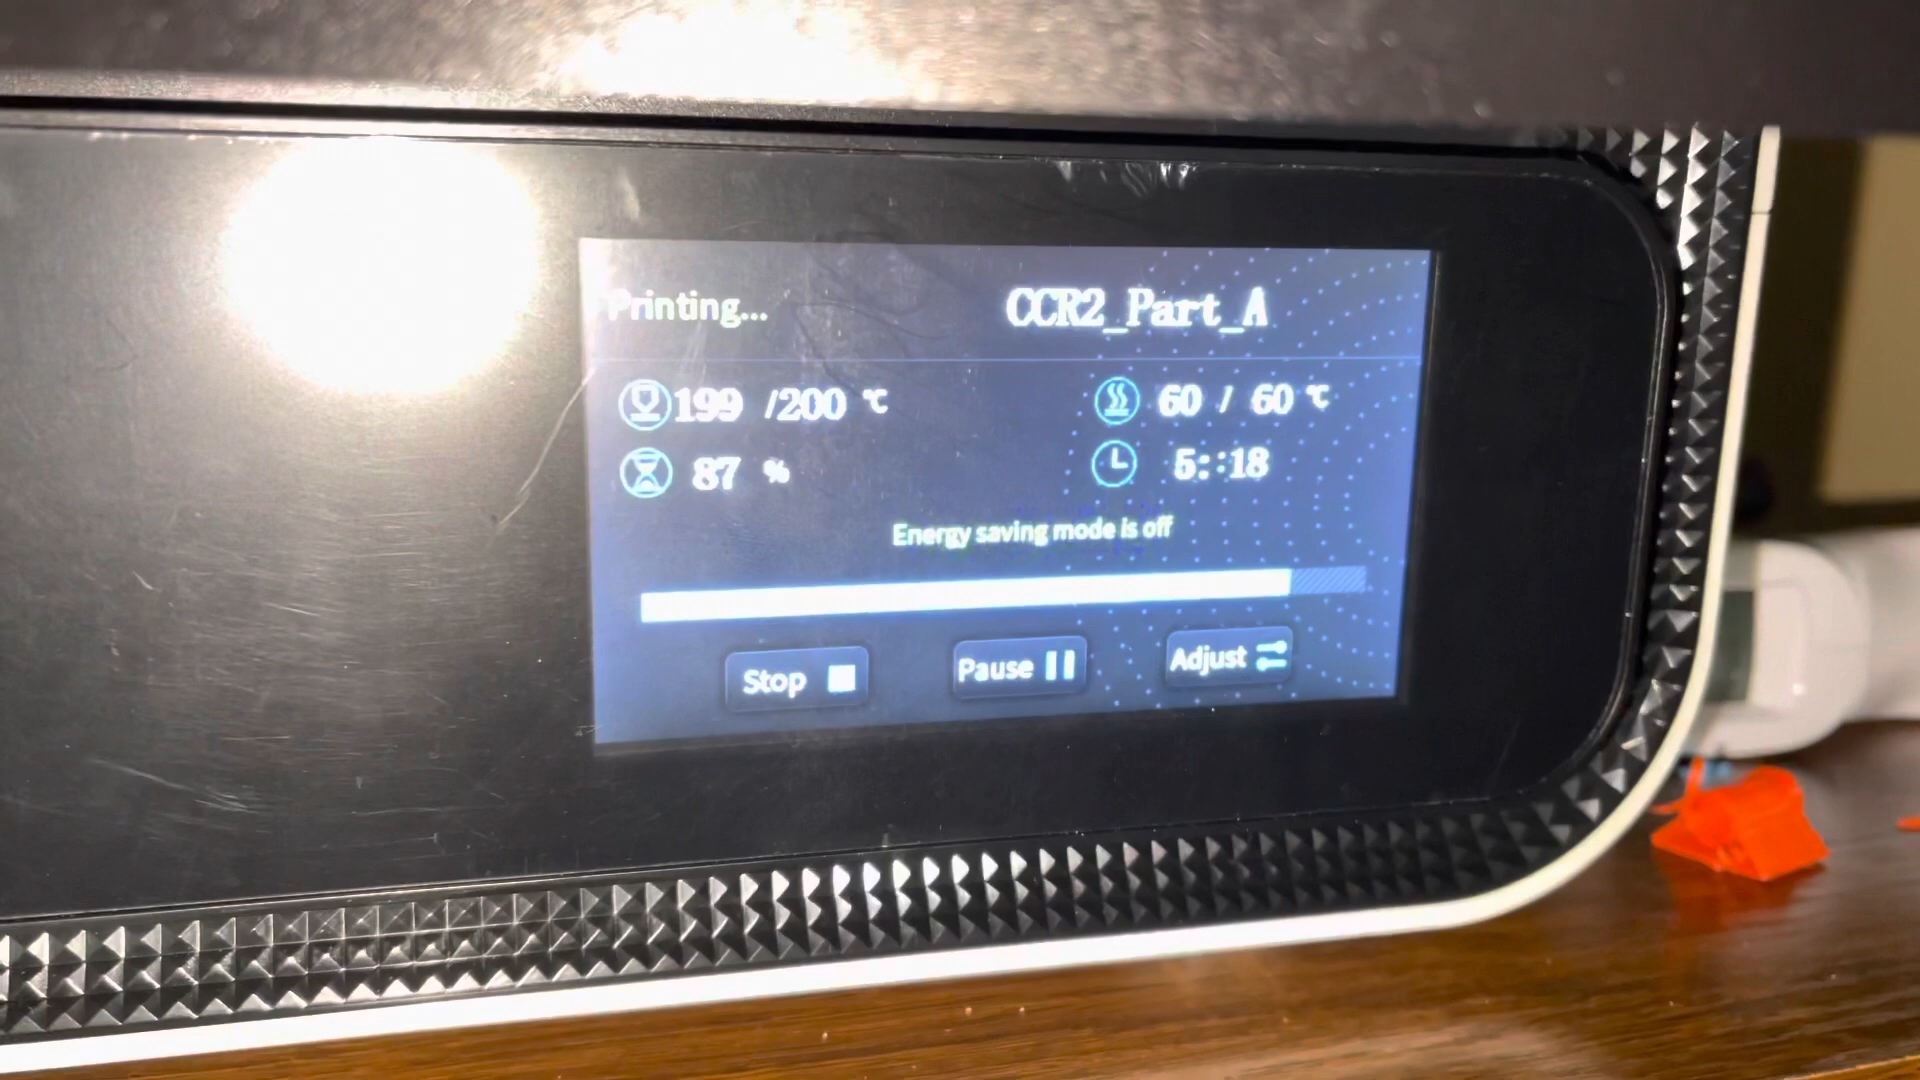 Printing... CCR2_Part_A
199 /200 ℃ 60 / 60 ℃
87 % 5::18
Energy saving mode is off
Stop Pause Adjust